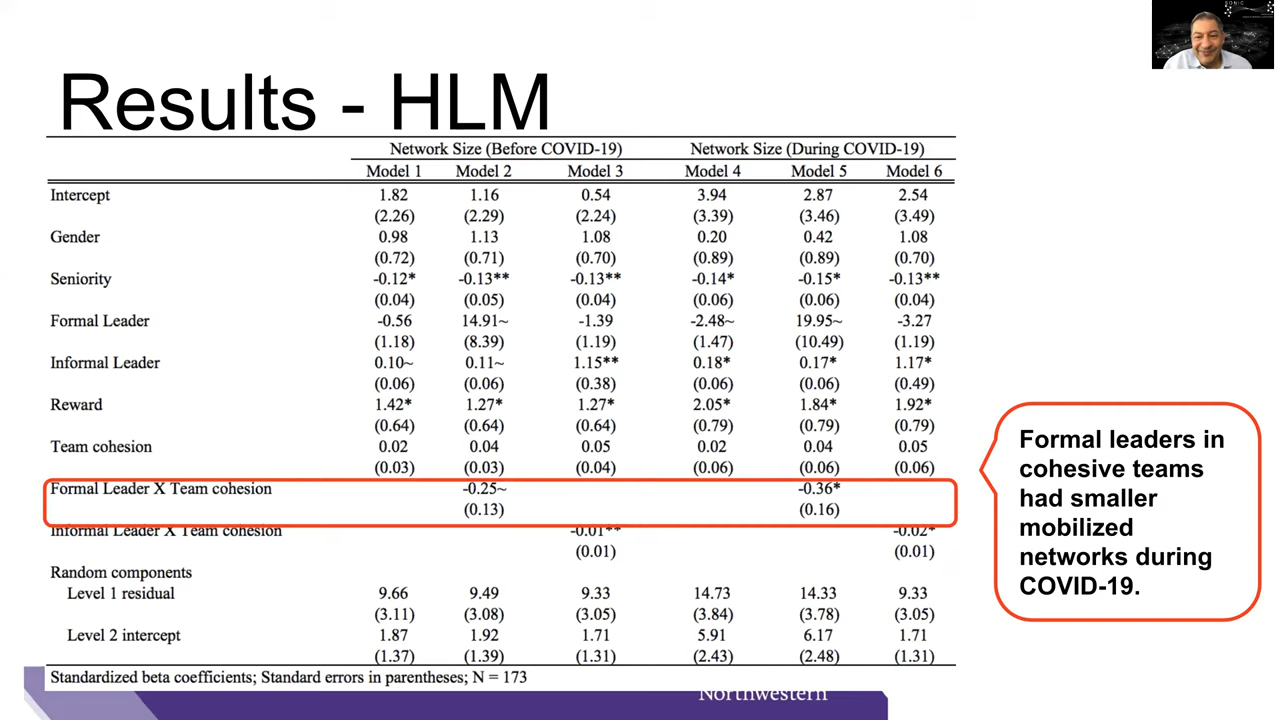 SONIC
Results - HLM
Network Size (Before COVID-19) Network Size (During COVID-19)
Model 1 Model 2 Model 3 Model 4 Model 5 Model 6
Intercept 1.82 1.16 0.54 3.94 2.87 2.54
(2.26) (2.29) (2.24) (3.39) (3.46) (3.49)
Gender 0.98 1.13 1.08 0.20 0.42 1.08
(0.72) (0.71) (0.70) (0.89) (0.89) (0.70)
Seniority -0.12* -0.13** -0.13** -0.14* -0.15* -0.13**
(0.04) (0.05) (0.04) (0.06) (0.06) (0.04)
Formal Leader -0.56 14.91~ -1.39 -2.48~ 19.95~ -3.27
(1.18) (8.39) (1.19) (1.47) (10.49) (1.19)
Informal Leader 0.10~ 0.11~ 1.15** 0.18* 0.17* 1.17*
(0.06) (0.06) (0.38) (0.06) (0.06) (0.49)
Reward 1.42* 1.27* 1.27* 2.05* 1.84* 1.92*
(0.64) (0.64) (0.64) (0.79) (0.79) (0.79)
Team cohesion 0.02 0.04 0.05 0.02 0.04 0.05
(0.03) (0.03) (0.04) (0.06) (0.06) (0.06)
Formal Leader X Team cohesion -0.25~ -0.36*
(0.13) (0.16)
Informal Leader X Team cohesion -0.01** -0.02*
(0.01) (0.01)
Random components
Level 1 residual 9.66 9.49 9.33 14.73 14.33 9.33
(3.11) (3.08) (3.05) (3.84) (3.78) (3.05)
Level 2 intercept 1.87 1.92 1.71 5.91 6.17 1.71
(1.37) (1.39) (1.31) (2.43) (2.48) (1.31)
Standardized beta coefficients; Standard errors in parentheses; N = 173
Northwestern
Formal leaders in
cohesive teams
had smaller
mobilized
networks during
COVID-19.